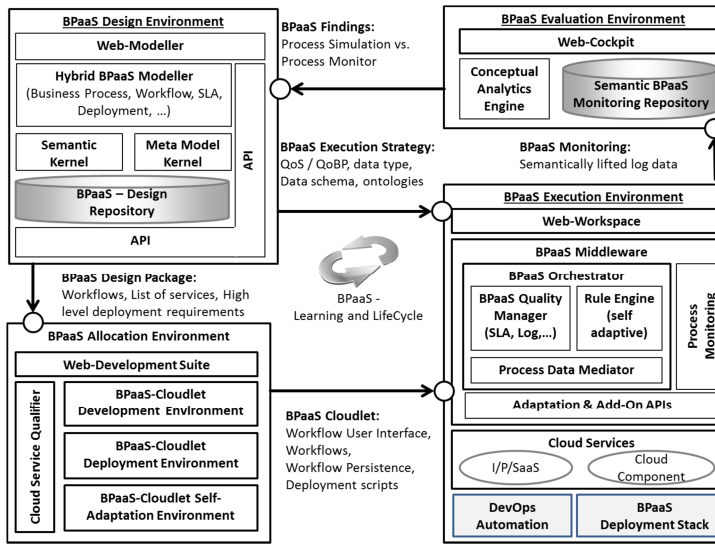 BPaaS Design Environment
Web-Modeller
Hybrid BPaaS Modeller
(Business Process, Workflow, SLA,
Deployment, ...)
Semantic
Kernel
Meta Model
Kernel
BPaaS – Design
Repository
API
API
BPaaS Findings:
Process Simulation vs.
Process Monitor
BPaaS Evaluation Environment
Web-Cockpit
Conceptual
Analytics
Engine
Semantic BPaaS
Monitoring Repository
BPaaS Execution Strategy:
QoS / QoBP, data type,
Data schema, ontologies
BPaaS Monitoring:
Semantically lifted log data
BPaaS -
Learning and LifeCycle
BPaaS Design Package:
Workflows, List of services, High
level deployment requirements
BPaaS Allocation Environment
Web-Development Suite
Cloud Service Qualifier
BPaaS-Cloudlet
Development Environment
BPaaS-Cloudlet
Deployment Environment
BPaaS-Cloudlet Self-
Adaptation Environment
BPaaS Cloudlet:
Workflow User Interface,
Workflows,
Workflow Persistence,
Deployment scripts
BPaaS Execution Environment
Web-Workspace
BPaaS Middleware
BPaaS Orchestrator
BPaaS Quality
Manager
(SLA, Log,...)
Rule Engine
(self
adaptive)
Process Data Mediator
Process
Monitoring
Adaptation & Add-On APIs
Cloud Services
I/P/SaaS
Cloud
Component
DevOps
Automation
BPaaS
Deployment Stack